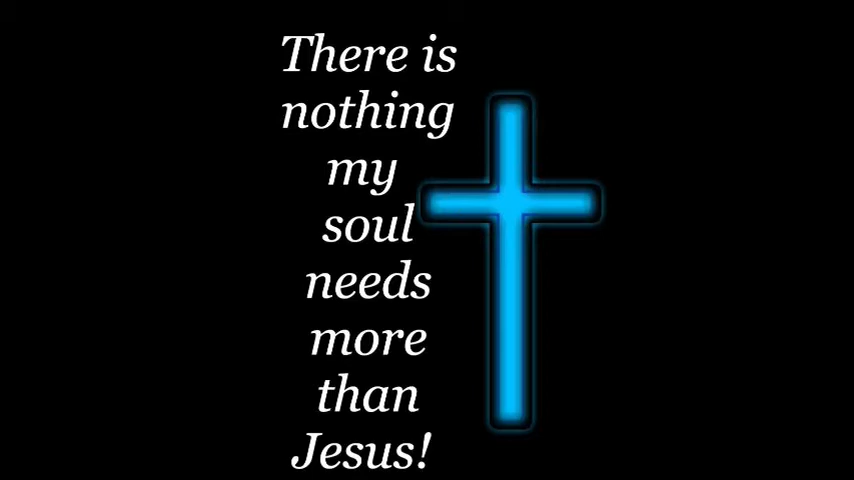 There is
nothing
my
soul
needs
more
than
Jesus!